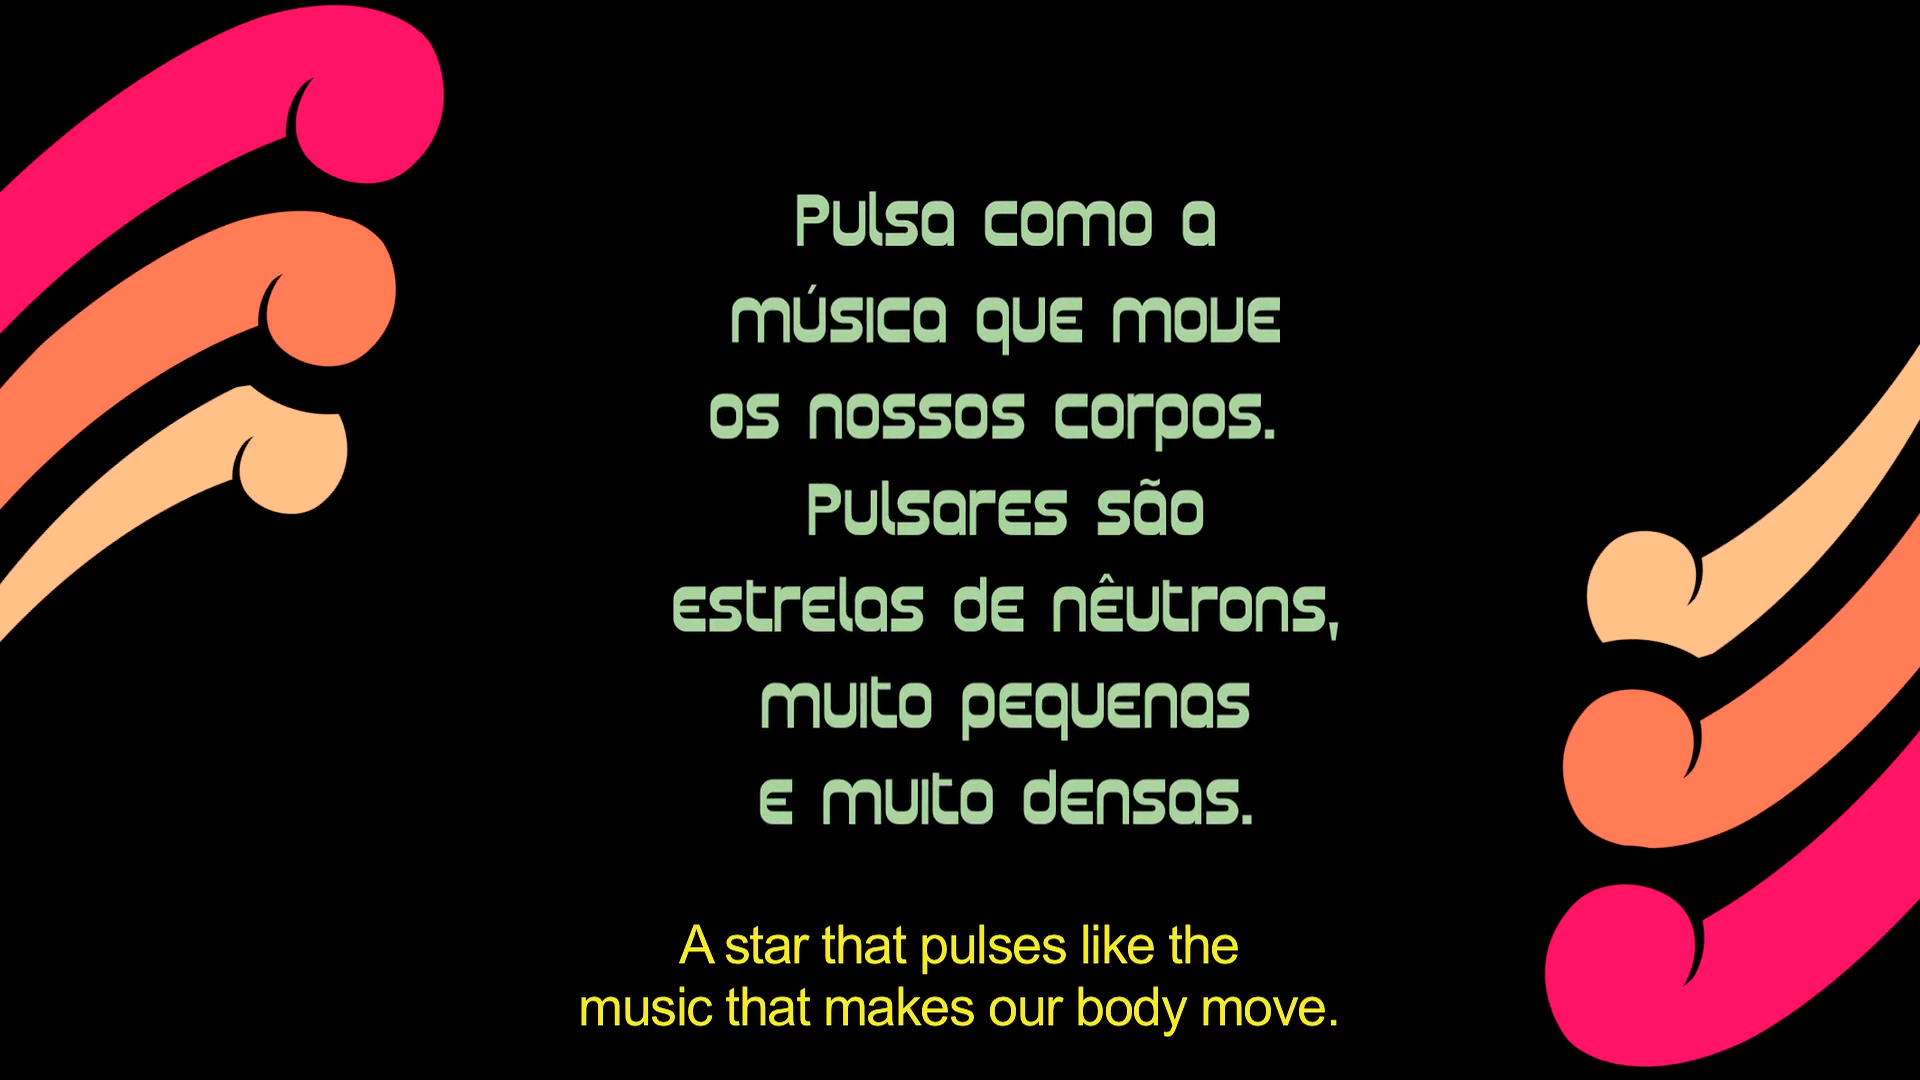 Pulsa como a
música que move
os nossos corpos.
Pulsares são
estrelas de nêutrons,
muito pequenas
e muito densas.
A star that pulses like the
music that makes our body move.